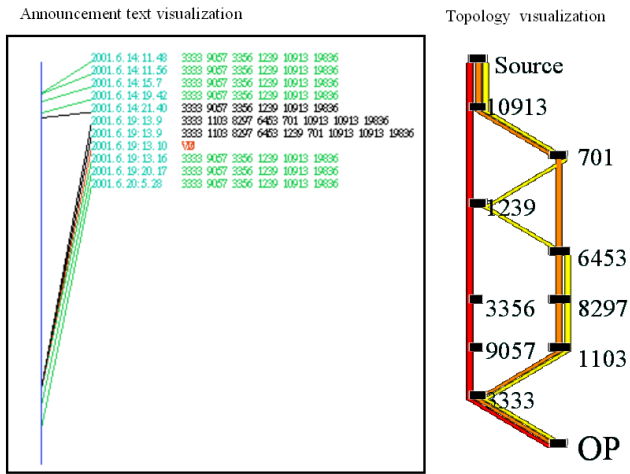 Announcement text visualization
2001. 6. 14:11.48 3333 9057 3356 1239 10913 19836
2001. 6. 14:11.56 3333 9057 3356 1239 10913 19836
2001. 6. 14:15.7 3333 9057 3356 1239 10913 19836
2001. 6. 14:19.42 3333 9057 3356 1239 10913 19836
2001. 6. 14:21.40 3333 9057 3356 1239 10913 19836
2001. 6. 19:13.9 3333 1103 8297 6453 701 10913 10913 19836
2001. 6. 19:13.9 3333 1103 8297 6453 1239 701 10913 10913 19836
2001. 6. 19:13.10
2001. 6. 19:13.16 3333 9057 3356 1239 10913 19836
2001. 6. 19:20.17 3333 9057 3356 1239 10913 19836
2001. 6. 20:5.28 3333 9057 3356 1239 10913 19836
Topology visualization
Source
10913
701
1239
6453
3356
8297
9057
1103
3333
OP